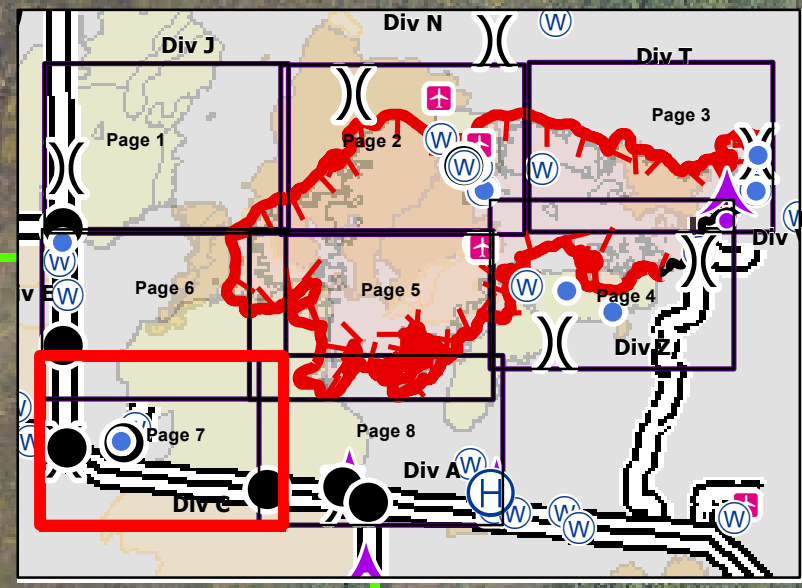 Div N
W
Div J
Div T
Page 3
Page 1
Page 2
W
W
W
W
Div
W
Page 6
Page 5
W
Page 4
W
Div Z
W
Page 7
W
Page 8
Div A
W
H
Div C
W
W
W
W